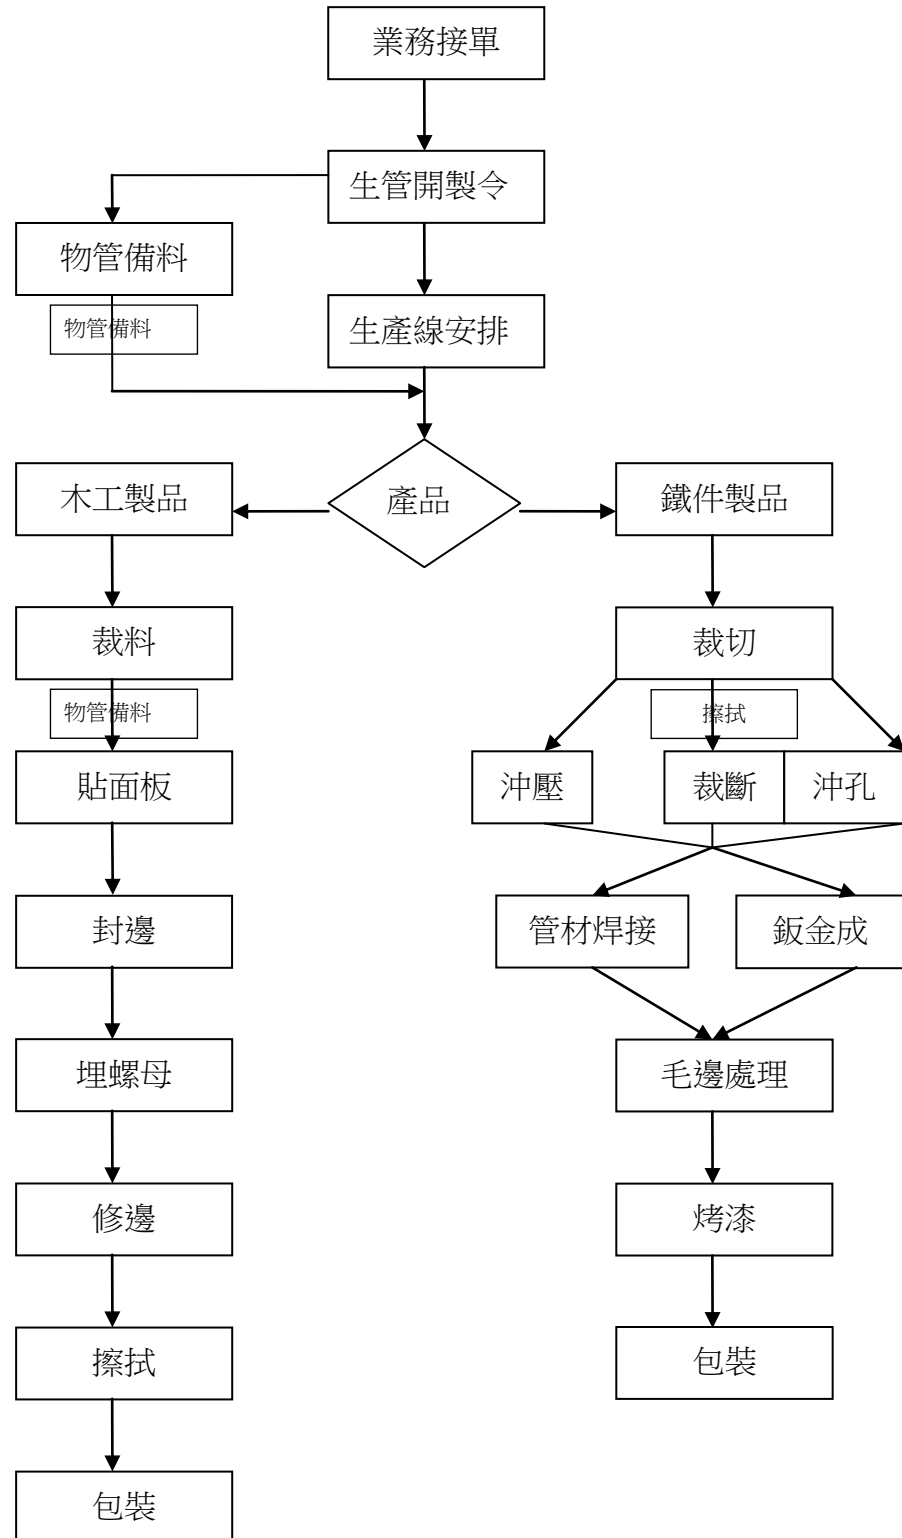 業務接單
生管開製令
物管備料
物管備料
生產線安排
產品
木工製品
鐵件製品
裁料
裁切
物管備料
擦拭
貼面板
沖壓
裁斷
沖孔
封邊
管材焊接
鈑金成
埋螺母
毛邊處理
修邊
烤漆
擦拭
包裝
包裝